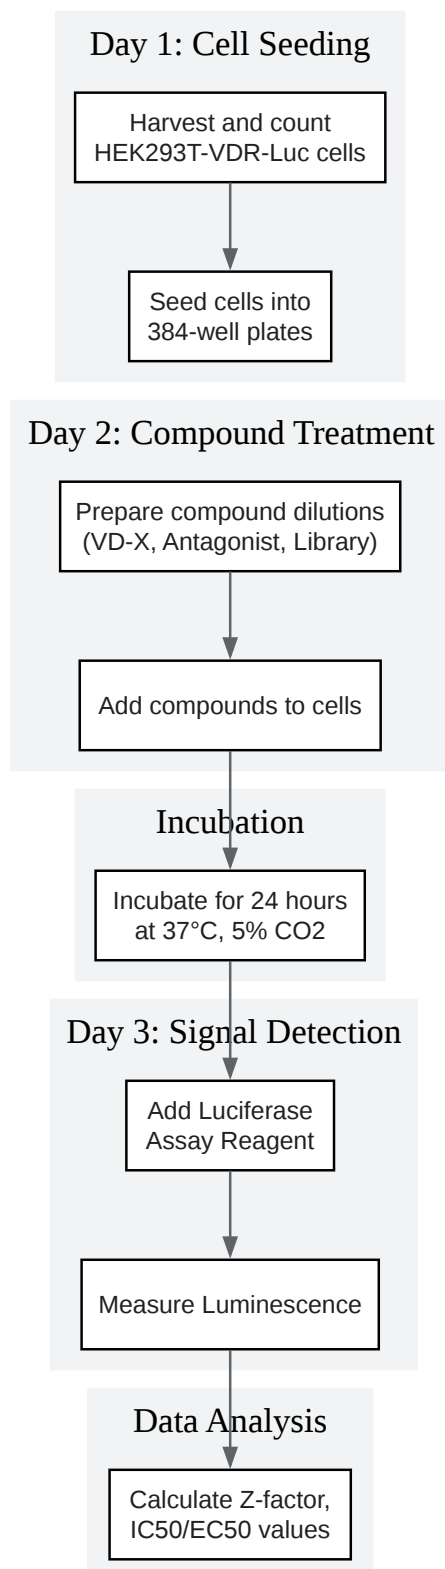 Day 1: Cell Seeding
Harvest and count
HEK293T-VDR-Luc cells
Seed cells into
384-well plates
Day 2: Compound Treatment
Prepare compound dilutions
(VD-X, Antagonist, Library)
Add compounds to cells
Incubation
Incubate for 24 hours
at 37°C, 5% CO2
Day 3: Signal Detection
Add Luciferase
Assay Reagent
Measure Luminescence
Data Analysis
Calculate Z-factor,
IC50/EC50 values